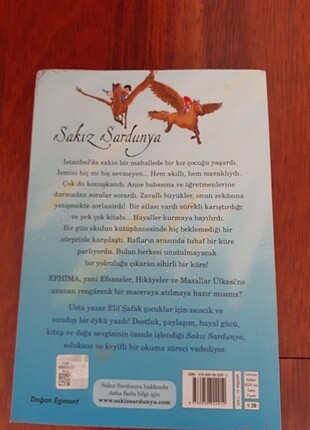 Sakız Sardunya
İstanbul'da sakin bir mahallede bir kız çocuğu yaşardı.
İsmini hiç mi hiç sevmeyen... Hem akıllı, hem meraklıydı.
Çok da konuşkandı. Anne babasına ve öğretmenlerine
durmadan sorular sorardı. Zavallı büyükler, onun zekâsına
yetişmekte zorlanırdı! Bir atlası vardı sürekli karıştırdığı
ve pek çok kitabı... Hayaller kurmaya bayılırdı.
Bir gün okulun kütüphanesinde hiç beklemediği bir
sürprizle karşılaştı. Rafların arasında tuhaf bir küre
parlıyordu. Bulan herkesi unutulmayacak
bir yolculuğa çıkaran sihirli bir küre!
EFHIMA, yani Efsaneler, Hikâyeler ve Masallar Ülkesi'ne
uzanan rengârenk bir maceraya atılmaya hazır mısınız?
Usta yazar Elif Şafak çocuklar için sıcacık ve
sıradışı bir öykü yazdı! Dostluk, paylaşım, hayal gücü,
kitap ve doğa sevgisinin özenle işlendiği Sakız Sardunya,
soluksuz ve keyifli bir okuma süreci vadediyor.
Sakız Sardunya hakkında
daha fazla bilgi için
www.sakizsardunya.com
Doğan Egmont